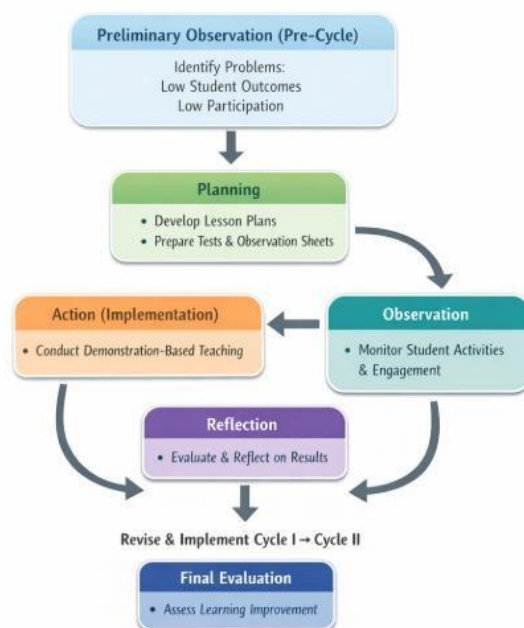 Preliminary Observation (Pre-Cycle)
Identify Problems:
Low Student Outcomes
Low Participation
Planning
• Develop Lesson Plans
• Prepare Tests & Observation Sheets
Action (Implementation)
• Conduct Demonstration-Based Teaching
Observation
• Monitor Student Activities
& Engagement
Reflection
• Evaluate & Reflect on Results
Revise & Implement Cycle I → Cycle II
Final Evaluation
• Assess Learning Improvement